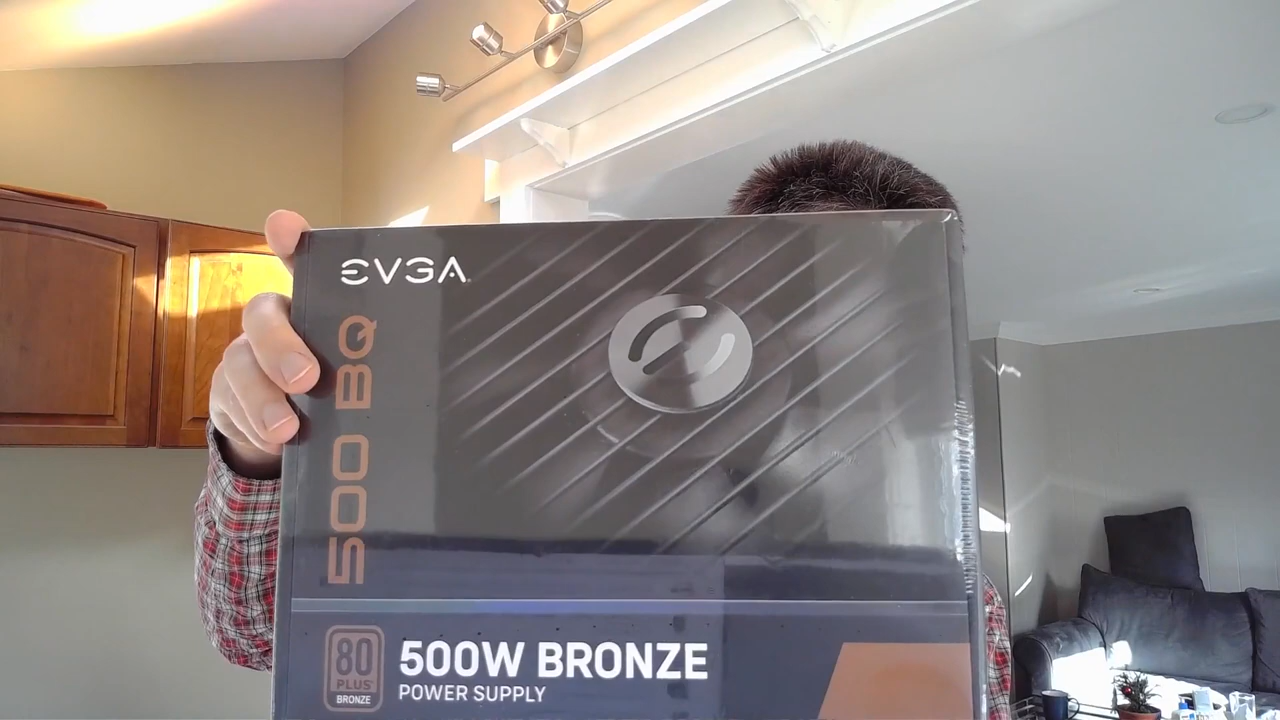 EVGA
500 BQ
80
PLUS
BRONZE
500W BRONZE
POWER SUPPLY